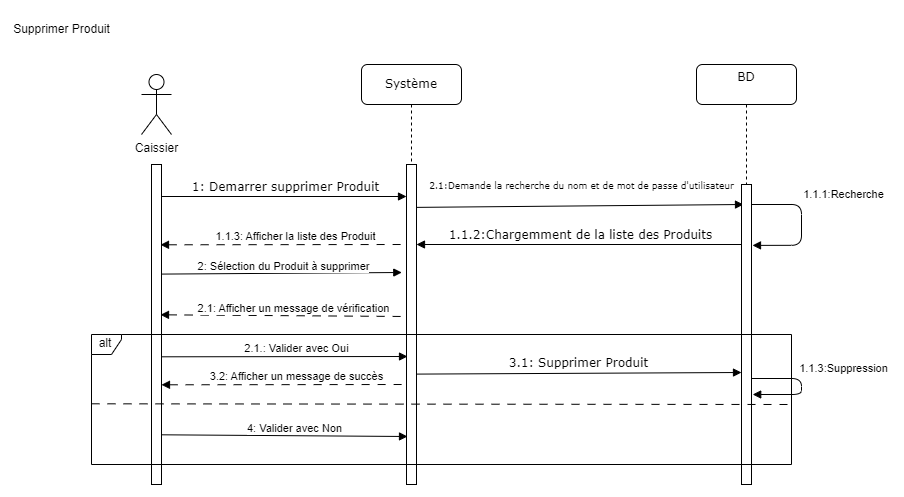 Supprimer Produit
Système
BD
Caissier
1: Demarrer supprimer Produit
2.1:Demande la recherche du nom et de mot de passe d'utilisateur
1.1.1:Recherche
1.1.2:Chargemment de la liste des Produits
1.1.3: Afficher la liste des Produit
2: Sélection du Produit à supprimer
2.1: Afficher un message de vérification
alt
2.1.: Valider avec Oui
3.1: Supprimer Produit
1.1.3:Suppression
3.2: Afficher un message de succès
4: Valider avec Non